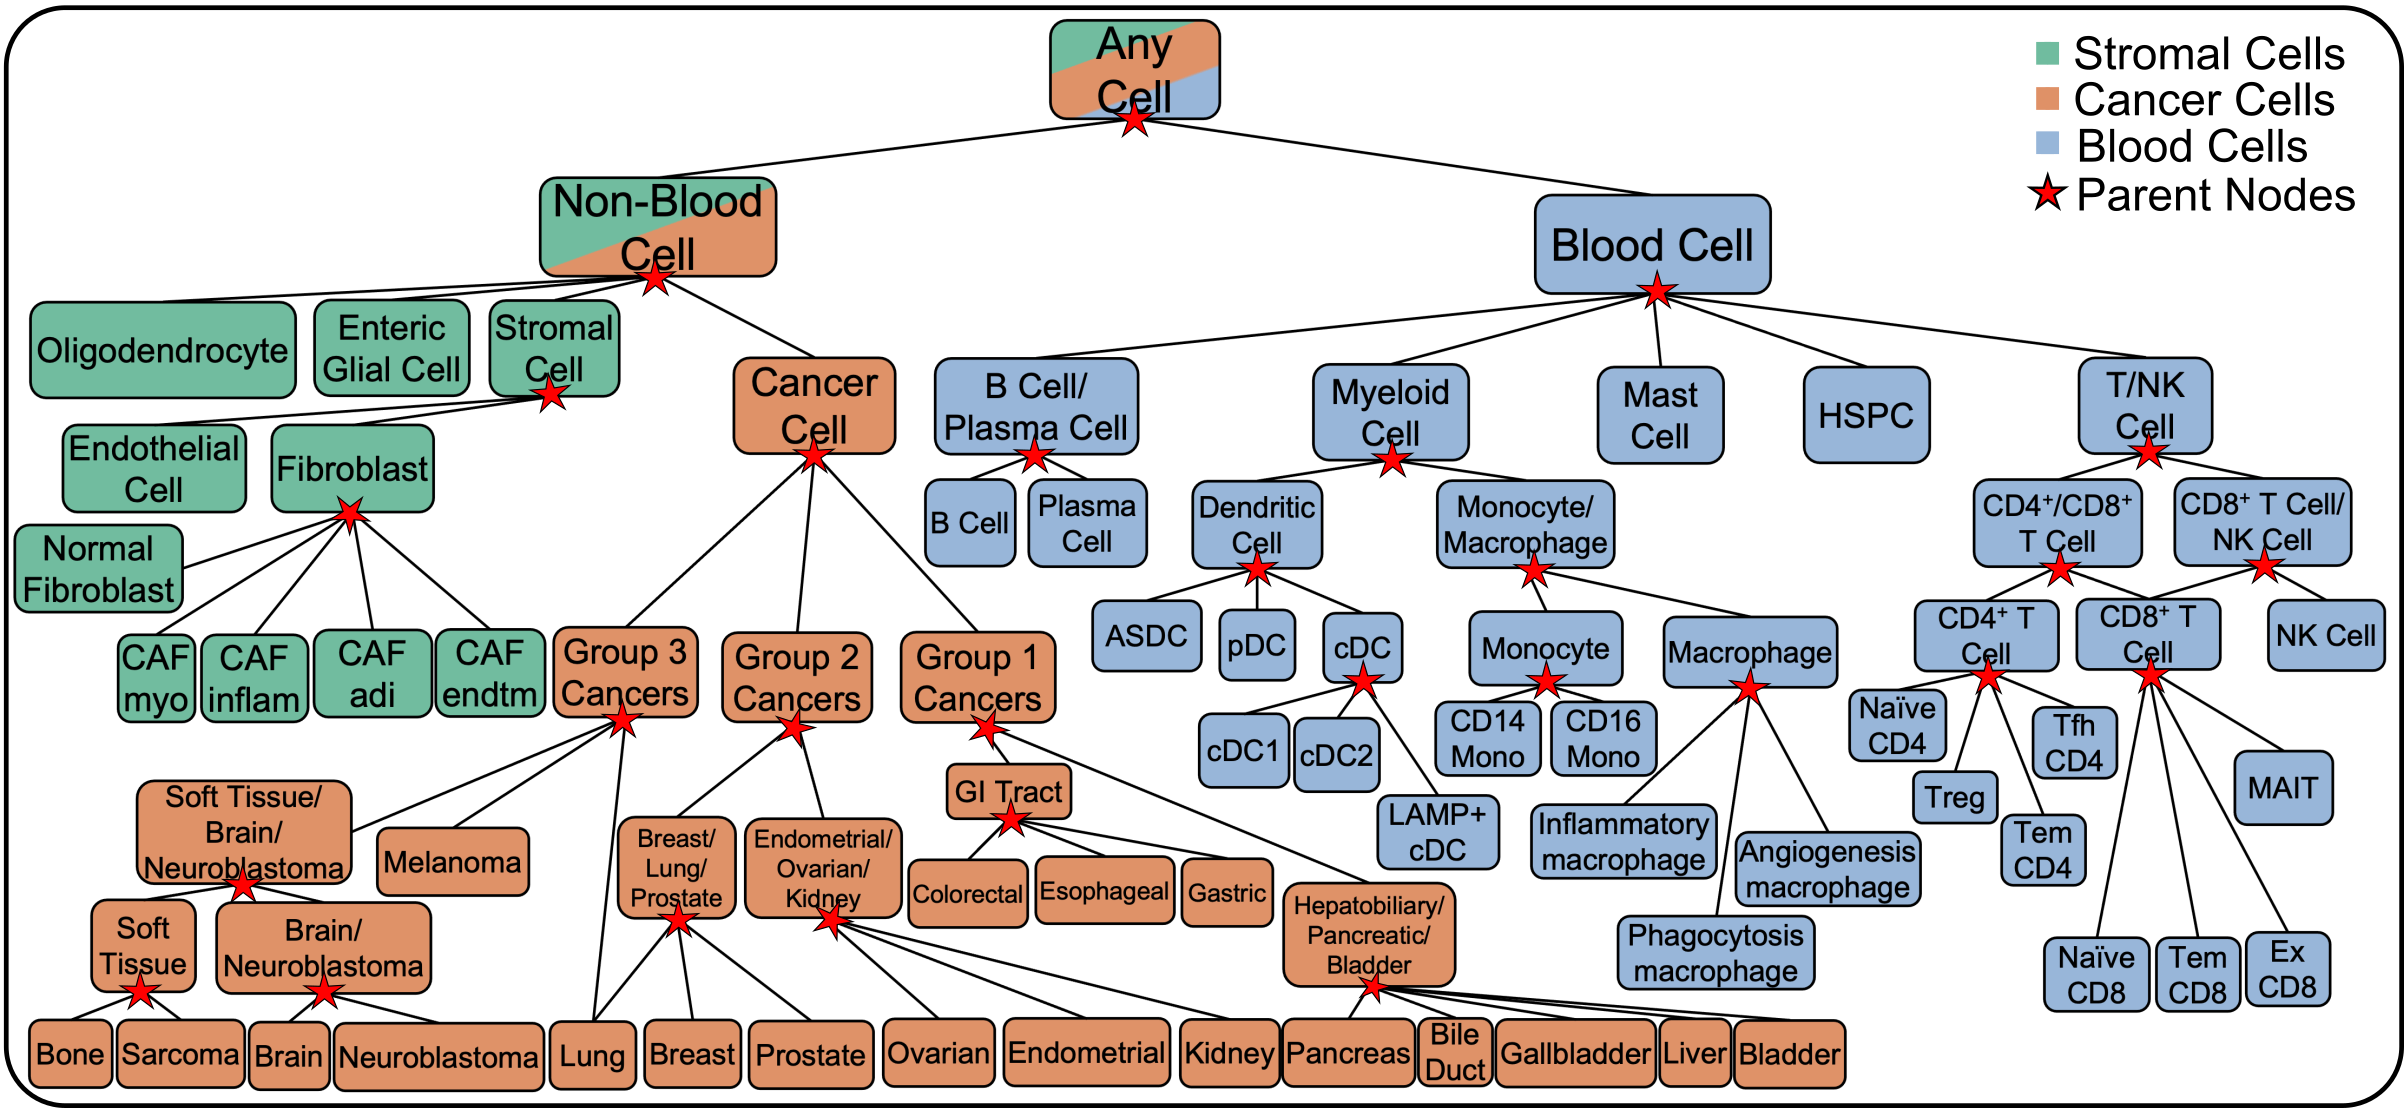 Any
Cell
Stromal Cells
Cancer Cells
Blood Cells
Parent Nodes
Non-Blood
Cell
Blood Cell
Oligodendrocyte
Enteric
Glial Cell
Stromal
Cell
Cancer
Cell
B Cell/
Plasma Cell
Myeloid
Cell
Mast
Cell
HSPC
T/NK
Cell
Endothelial
Cell
Fibroblast
B Cell
Plasma
Cell
Dendritic
Cell
Monocyte/
Macrophage
CD4⁺/CD8⁺
T Cell
CD8⁺ T Cell/
NK Cell
Normal
Fibroblast
CAF
myo
CAF
inflam
CAF
adi
CAF
endtm
Group 3
Cancers
Group 2
Cancers
Group 1
Cancers
ASDC
pDC
cDC
Monocyte
Macrophage
CD4⁺ T
Cell
CD8⁺ T
Cell
NK Cell
cDC1
cDC2
LAMP+
cDC
CD14
Mono
CD16
Mono
Naïve
CD4
Treg
Tem
CD4
Tfh
CD4
MAIT
Soft Tissue/
Brain/
Neuroblastoma
Melanoma
Breast/
Lung/
Prostate
Endometrial/
Ovarian/
Kidney
GI Tract
Colorectal
Esophageal
Gastric
Hepatobiliary/
Pancreatic/
Bladder
Inflammatory
macrophage
Angiogenesis
macrophage
Phagocytosis
macrophage
Naïve
CD8
Tem
CD8
Ex
CD8
Soft
Tissue
Brain/
Neuroblastoma
Bone
Sarcoma
Brain
Neuroblastoma
Lung
Breast
Prostate
Ovarian
Endometrial
Kidney
Pancreas
Bile
Duct
Gallbladder
Liver
Bladder